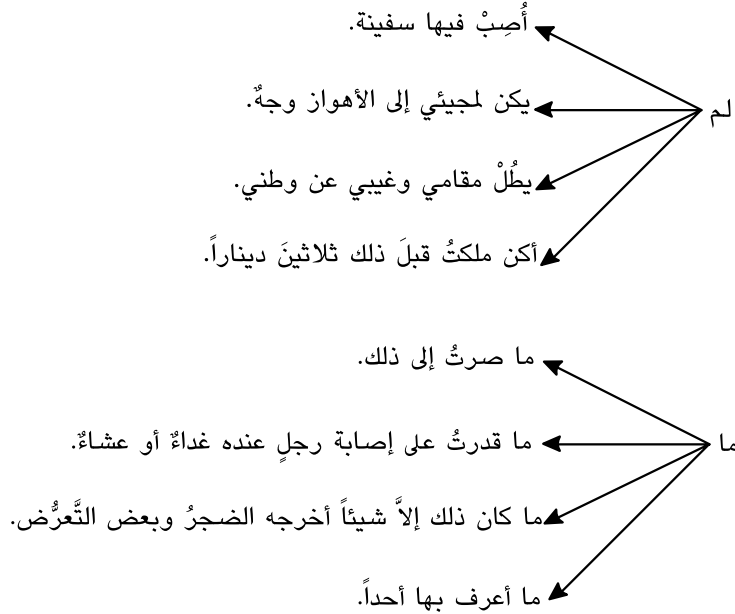 أُصِبْ فيها سفينة.
يكن لمجيئي إلى الأهواز وجهٌ.
لم
يطُلْ مقامي وغيبي عن وطني.
أكن ملكتُ قبلَ ذلك ثلاثينَ ديناراً.
ما صرتُ إلى ذلك.
ما
ما قدرتُ على إصابة رجلٍ عنده غداءٌ أو عشاءٌ.
ما كان ذلك إلاَّ شيئاً أخرجه الضجرُ وبعض التَّعرُّض.
ما أعرف بها أحداً.